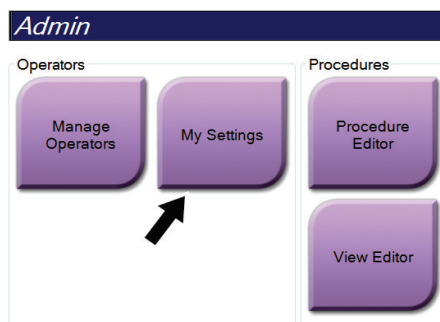 Admin
Operators
Manage
Operators
My Settings
Procedures
Procedure
Editor
View Editor